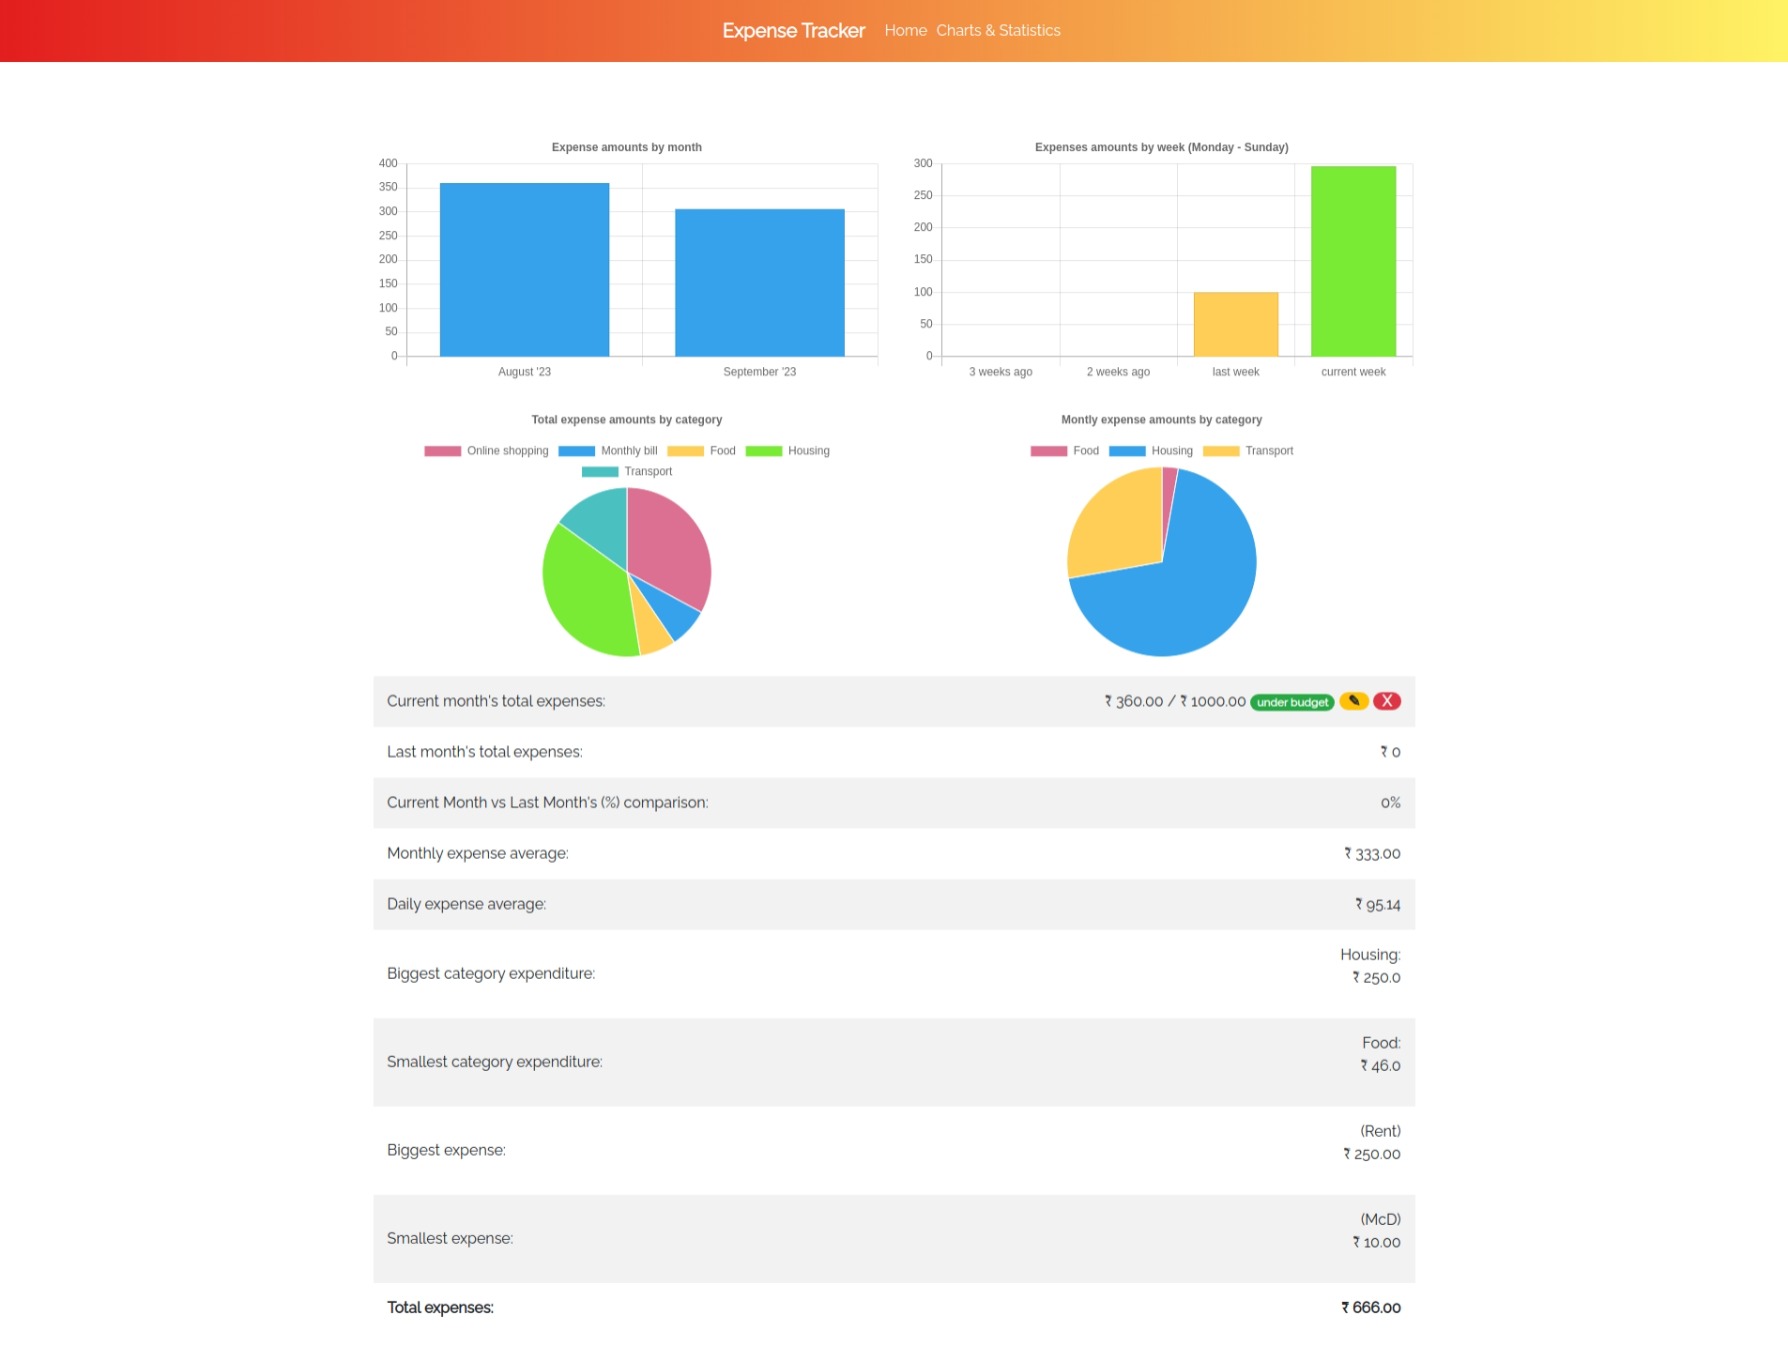 Expense Tracker Home Charts & Statistics
Expense amounts by month
400
350
300
250
200
150
100
50
0
August '23 September '23
Expenses amounts by week (Monday - Sunday)
300
250
200
150
100
50
0
3 weeks ago 2 weeks ago last week current week
Total expense amounts by category
Online shopping Monthly bill Food Housing
Transport
Montly expense amounts by category
Food Housing Transport
Current month's total expenses: ₹ 360.00 / ₹ 1000.00 under budget ✎ X
Last month's total expenses: ₹ 0
Current Month vs Last Month's (%) comparison: 0%
Monthly expense average: ₹ 333.00
Daily expense average: ₹ 95.14
Biggest category expenditure: Housing:
₹ 250.0
Smallest category expenditure: Food:
₹ 46.0
Biggest expense: (Rent)
₹ 250.00
Smallest expense: (McD)
₹ 10.00
Total expenses: ₹ 666.00